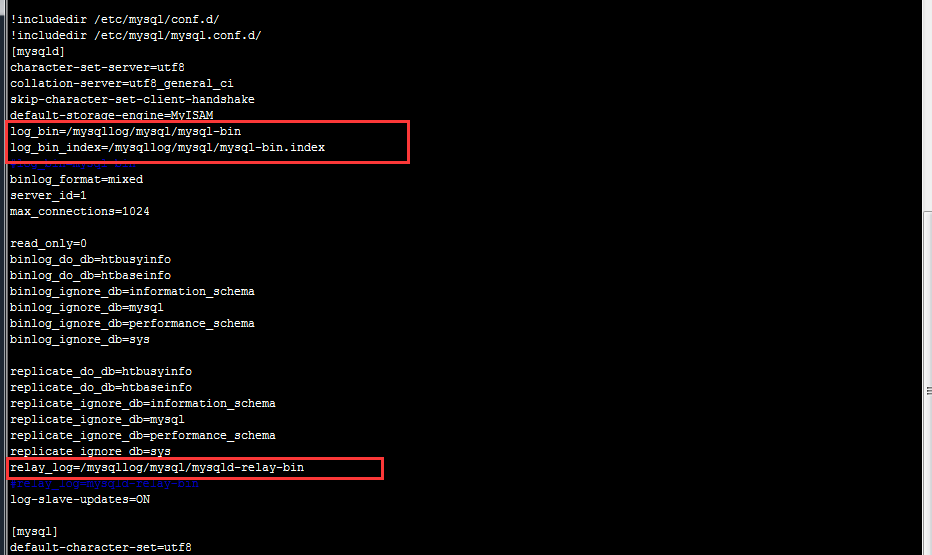 !includedir /etc/mysql/conf.d/
!includedir /etc/mysql/mysql.conf.d/
[mysqld]
character-set-server=utf8
collation-server=utf8_general_ci
skip-character-set-client-handshake
default-storage-engine=MyISAM
log_bin=/mysqllog/mysql/mysql-bin
log_bin_index=/mysqllog/mysql/mysql-bin.index
#log_bin=mysql-bin
binlog_format=mixed
server_id=1
max_connections=1024
read_only=0
binlog_do_db=htbusyinfo
binlog_do_db=htbaseinfo
binlog_ignore_db=information_schema
binlog_ignore_db=mysql
binlog_ignore_db=performance_schema
binlog_ignore_db=sys
replicate_do_db=htbusyinfo
replicate_do_db=htbaseinfo
replicate_ignore_db=information_schema
replicate_ignore_db=mysql
replicate_ignore_db=performance_schema
replicate_ignore_db=sys
relay_log=/mysqllog/mysql/mysqld-relay-bin
#relay_log=mysqld-relay-bin
log-slave-updates=ON
[mysql]
default-character-set=utf8